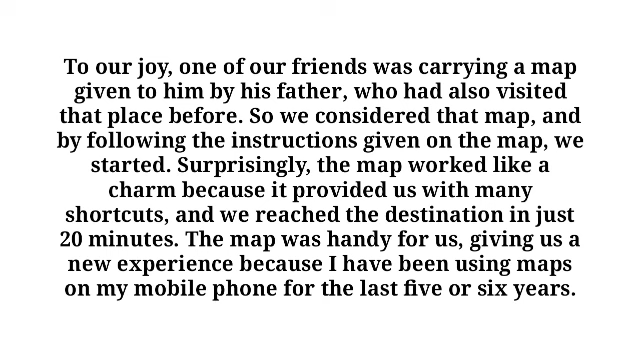 To our joy, one of our friends was carrying a map
given to him by his father, who had also visited
that place before. So we considered that map, and
by following the instructions given on the map, we
started. Surprisingly, the map worked like a
charm because it provided us with many
shortcuts, and we reached the destination in just
20 minutes. The map was handy for us, giving us a
new experience because I have been using maps
on my mobile phone for the last five or six years.